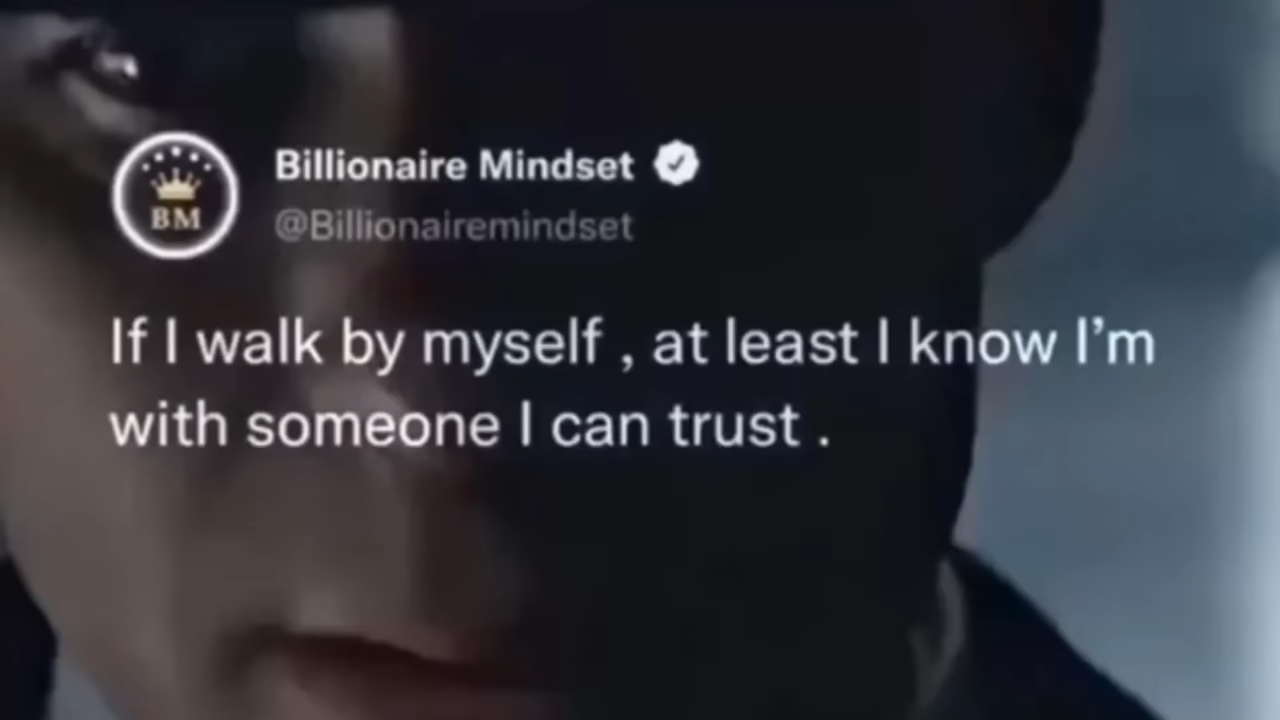 Billionaire Mindset
@Billionairemindset
BM
If I walk by myself , at least I know I’m
with someone I can trust .